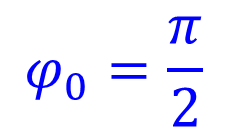 φ₀ = π/2